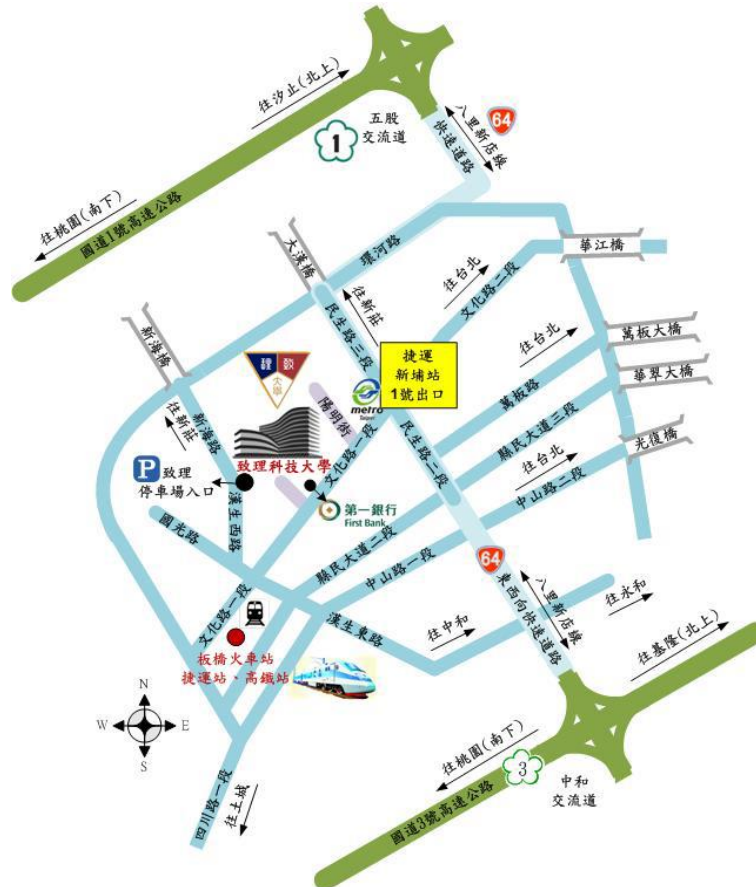 往汐止(北上)
64
八里新店線
快速道路
1
五股
交流道
往桃園(南下)
國道1號高速公路
環河路
大漢橋
往新莊
民生路三段
往台北
文化路二段
華江橋
新海橋
往新莊
新海路
理 致
大學
陽明街
metro
Taipei
捷運
新埔站
1號出口
往台北
萬板路
萬板大橋
華翠大橋
縣民大道三段
往台北
光復橋
中山路二段
文化路一段
民生路二段
致理科技大學
P 致理
停車場入口
漢生西路
第一銀行
First Bank
國光路
縣民大道二段
中山路一段
64
八里新店線
東西向快速道路
文化路一段
漢生東路
往中和
往永和
板橋火車站
捷運站、高鐵站
往基隆(北上)
N
W E
S
四川路一段
往土城
往桃園(南下)
3
中和
交流道
國道3號高速公路